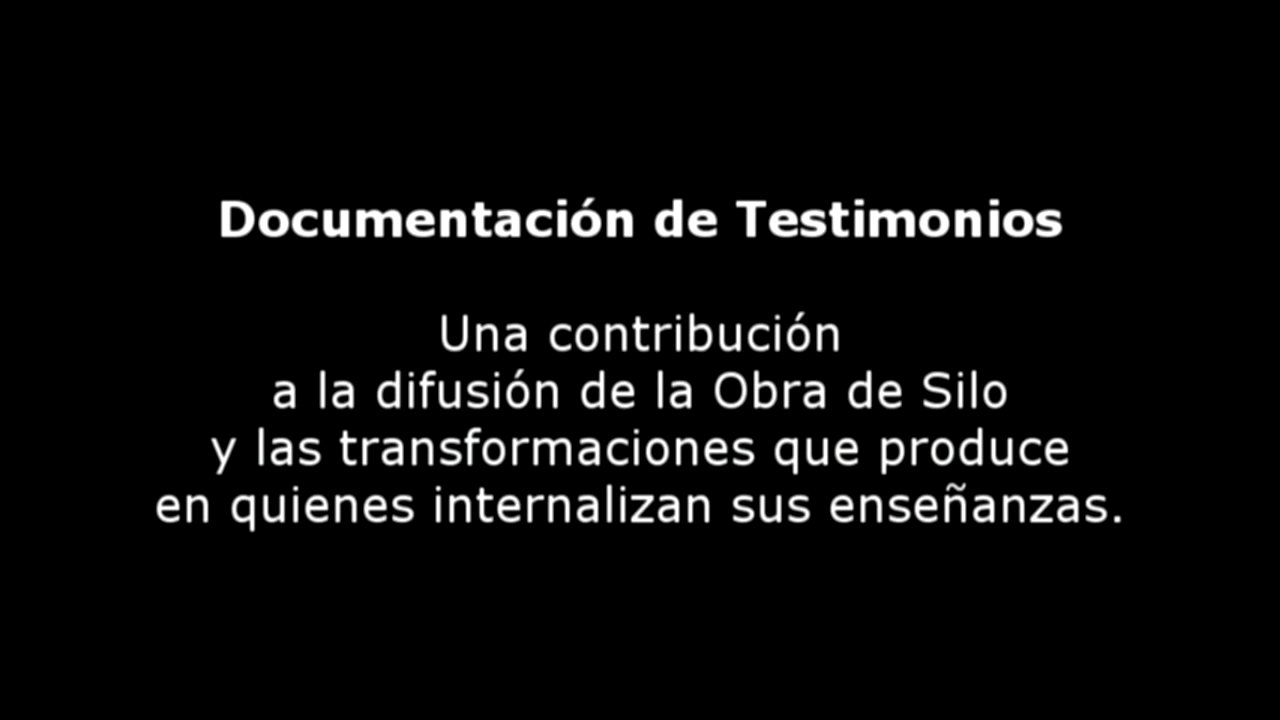 Documentación de Testimonios
Una contribución
a la difusión de la Obra de Silo
y las transformaciones que produce
en quienes internalizan sus enseñanzas.